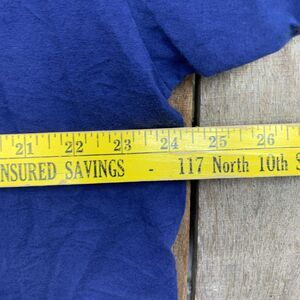 21 22 23 24 25 26
NSURED SAVINGS - 117 North 10th S